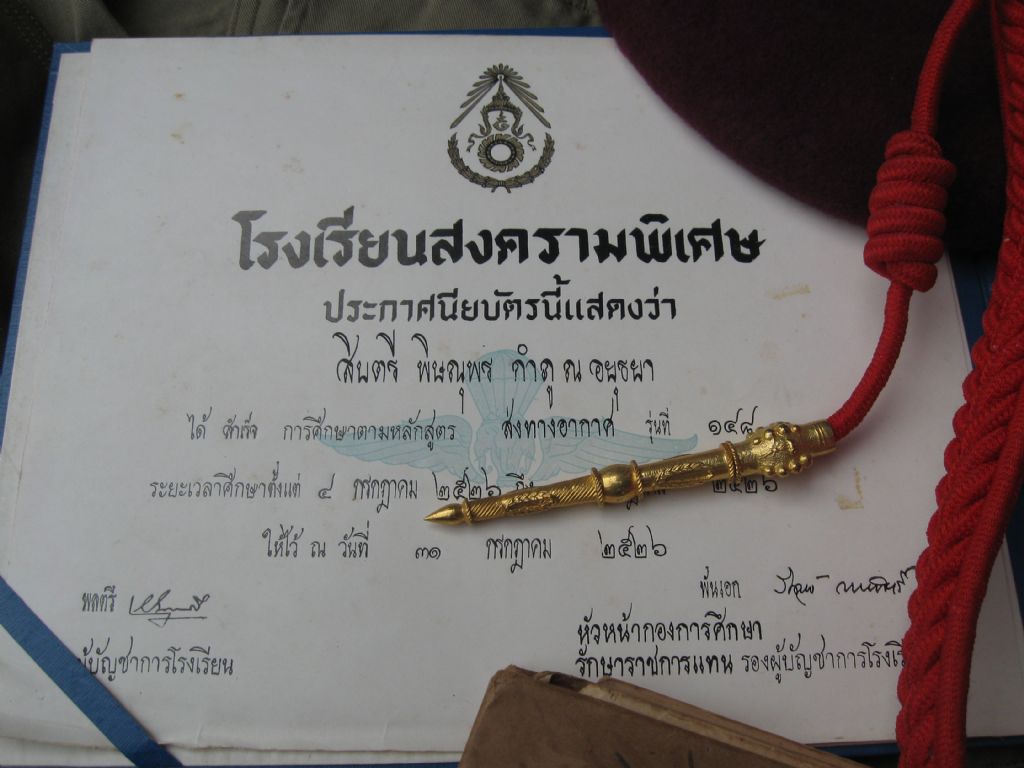 โรงเรียนสงครามพิเศษ
ประกาศนียบัตรนี้แสดงว่า
สิบตรี พิษณุพร กำภู ณ อยุธยา
ได้ สำเร็จ การศึกษาตามหลักสูตร ส่งทางอากาศ รุ่นที่ ๑๔๘
ระยะเวลาศึกษาตั้งแต่ ๔ กรกฎาคม ๒๕๒๖ ถึง ๒๕๒๖
ให้ไว้ ณ วันที่ ๓๑ กรกฎาคม ๒๕๒๖
พลตรี
พันเอก
หัวหน้ากองการศึกษา
ผู้บัญชาการโรงเรียน
รักษาราชการแทน รองผู้บัญชาการโรงเรี